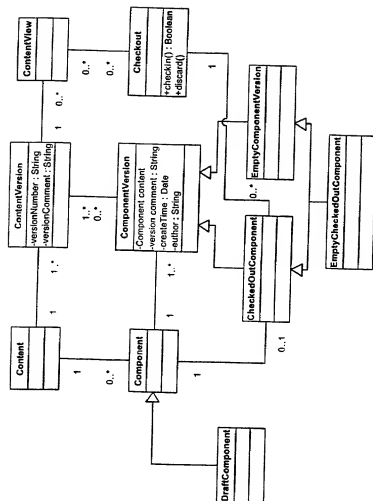 Content
ContentVersion
-versionNumber : String
-versionComment : String
ContentView
1
1..*
1
0..*
1
0..*
1..*
0..*
0..*
0..*
Component
ComponentVersion
-Component content
-version comment : String
-createTime : Date
-author : String
Checkout
+checkin() : Boolean
+discard()
1
1..*
1
0..1
1
0..*
DraftComponent
CheckedOutComponent
EmptyComponentVersion
EmptyCheckedOutComponent